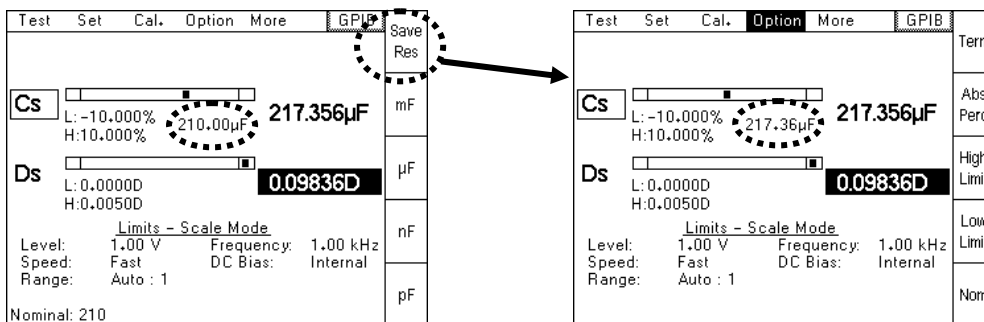 Test Set Cal. Option More GPIB
Save
Res
Cs
L:-10.000%
H:10.000%
210.00µF
217.356µF
mF
Ds
L:0.0000D
H:0.0050D
0.09836D
µF
Limits - Scale Mode
Level: 1.00 V Frequency: 1.00 kHz
Speed: Fast DC Bias: Internal
Range: Auto : 1
nF
pF
Nominal: 210
Test Set Cal. Option More GPIB
Cs
L:-10.000%
H:10.000%
217.36µF
217.356µF
Abs
High
Limi
Ds
L:0.0000D
H:0.0050D
0.09836D
Low
Limi
Limits - Scale Mode
Level: 1.00 V Frequency: 1.00 kHz
Speed: Fast DC Bias: Internal
Range: Auto : 1
Nom